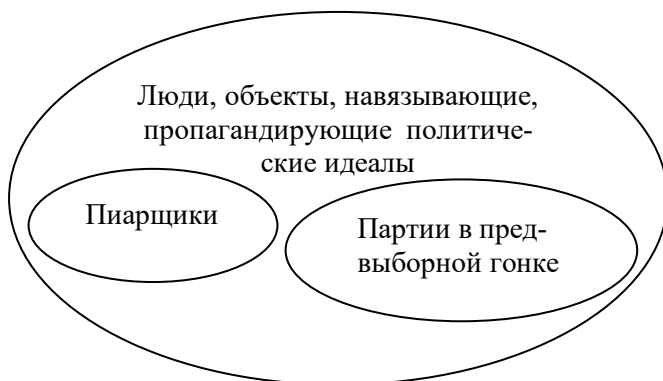 Люди, объекты, навязывающие,
пропагандирующие политиче-
ские идеалы
Пиарщики
Партии в пред-
выборной гонке